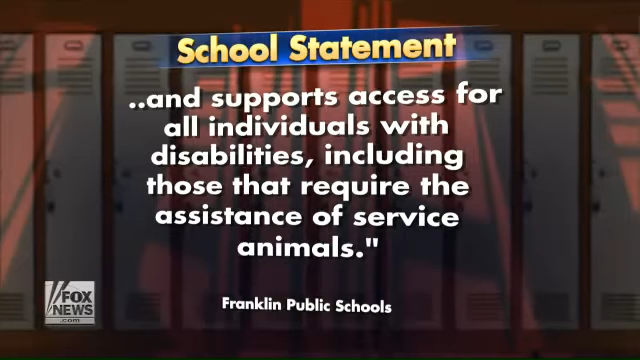 School Statement
..and supports access for
all individuals with
disabilities, including
those that require the
assistance of service
animals."
Franklin Public Schools
FOX
NEWS
.com